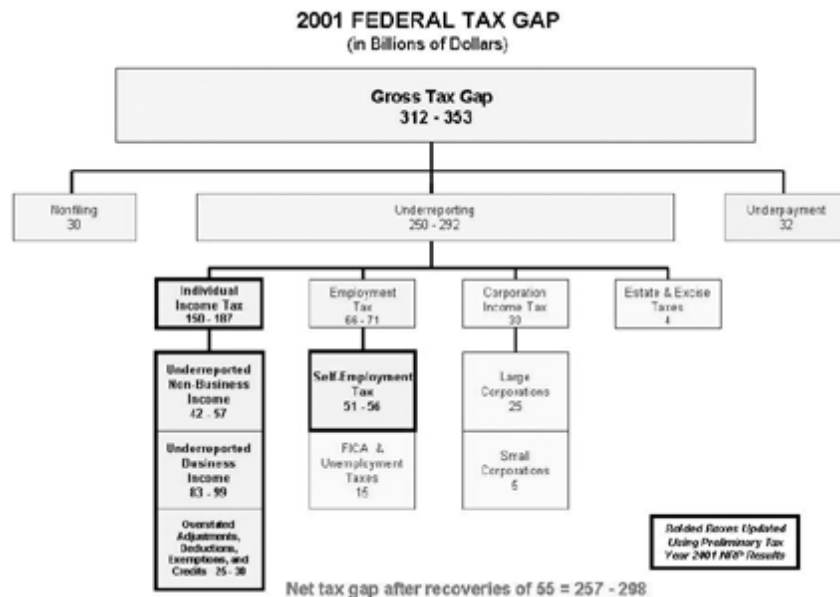 2001 FEDERAL TAX GAP
(in Billions of Dollars)
Gross Tax Gap
312 - 353
Nonfiling
30
Underreporting
250 - 292
Underpayment
32
Individual
Income Tax
150 - 187
Employment
Tax
66 - 71
Corporation
Income Tax
30
Estate & Excise
Taxes
4
Underreported
Non-Business
Income
42 - 57
Underreported
Business
Income
83 - 99
Overstated
Adjustments,
Deductions,
Exemptions, and
Credits 25 - 30
Self-Employment
Tax
51 - 56
FICA &
Unemployment
Taxes
15
Large
Corporations
25
Small
Corporations
5
Bolded Boxes Updated
Using Preliminary Tax
Year 2001 NRP Results
Net tax gap after recoveries of 55 = 257 - 298